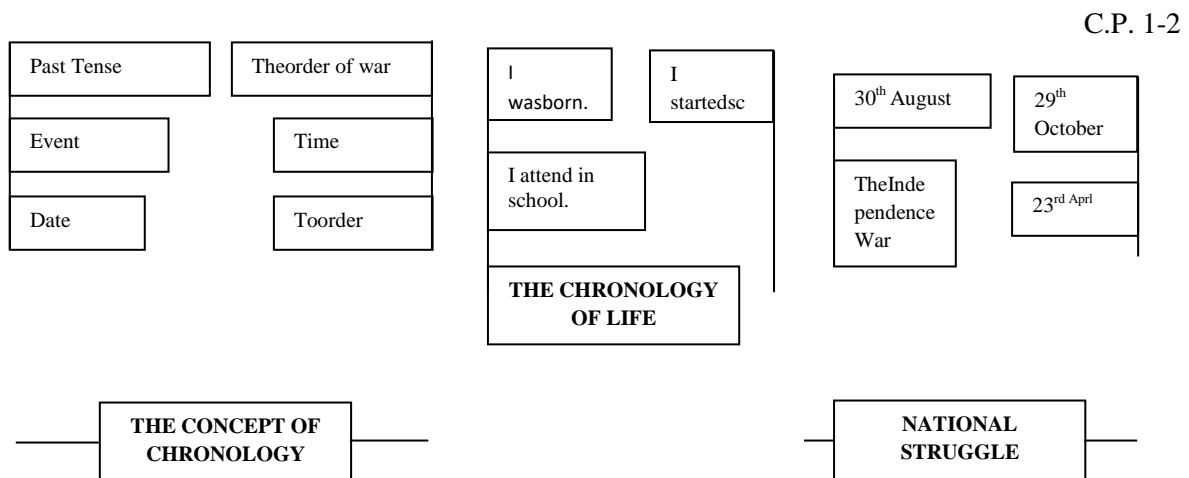 C.P. 1-2
Past Tense
Theorder of war
Event
Time
Date
Toorder
I
wasborn.
I
startedsc
I attend in
school.
THE CHRONOLOGY
OF LIFE
30th August
29th
October
TheInde
pendence
War
23rd Aprl
THE CONCEPT OF
CHRONOLOGY
NATIONAL
STRUGGLE